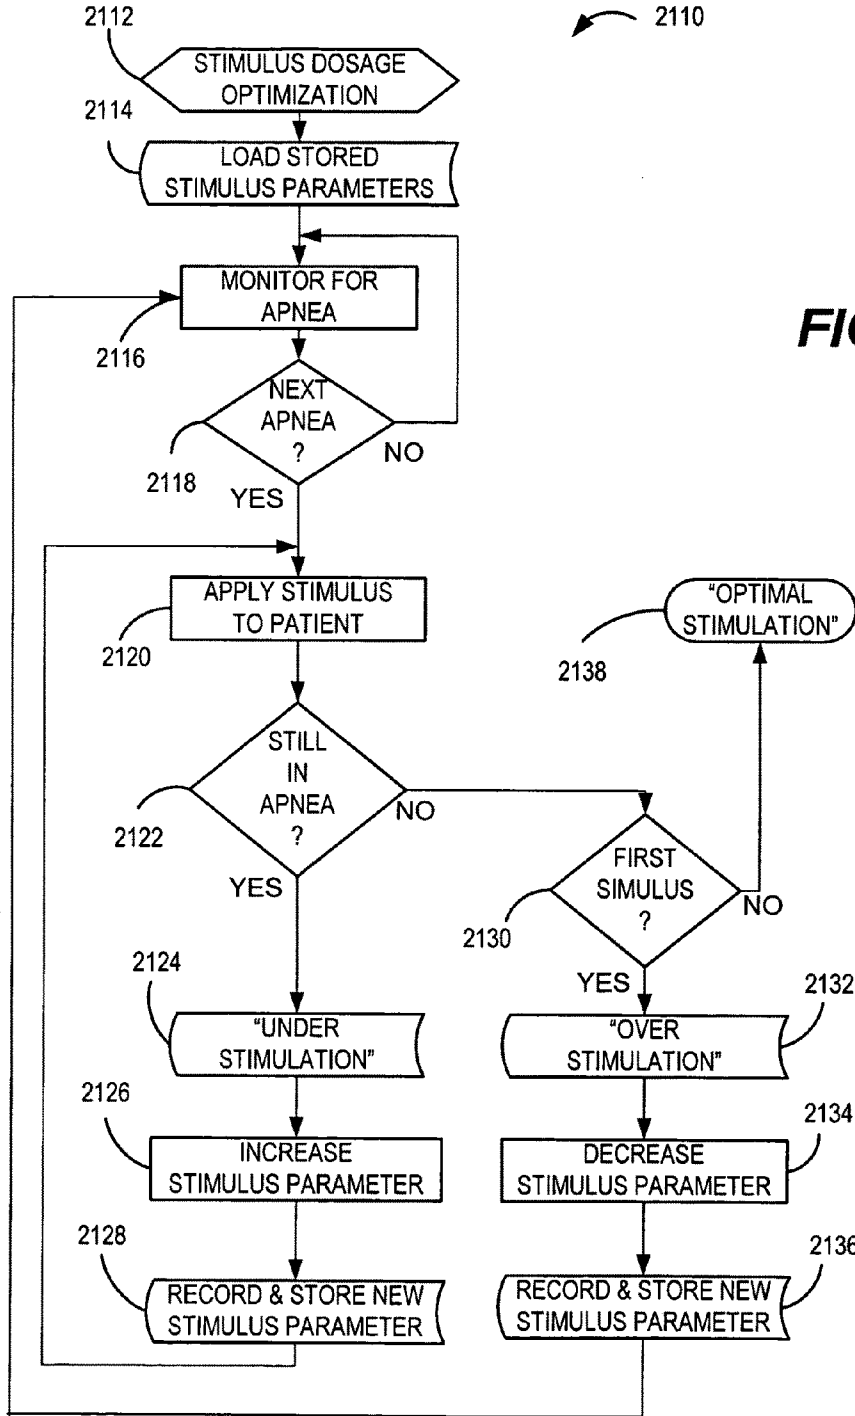 2110
2112
STIMULUS DOSAGE
OPTIMIZATION
2114
LOAD STORED
STIMULUS PARAMETERS
MONITOR FOR
APNEA
2116
FIG
NEXT
APNEA
?
NO
2118
YES
APPLY STIMULUS
TO PATIENT
2120
"OPTIMAL
STIMULATION"
2138
STILL
IN
APNEA
?
NO
2122
YES
FIRST
SIMULUS
?
NO
2130
YES
2124
"UNDER
STIMULATION"
2132
"OVER
STIMULATION"
2126
INCREASE
STIMULUS PARAMETER
2134
DECREASE
STIMULUS PARAMETER
2128
RECORD & STORE NEW
STIMULUS PARAMETER
2136
RECORD & STORE NEW
STIMULUS PARAMETER